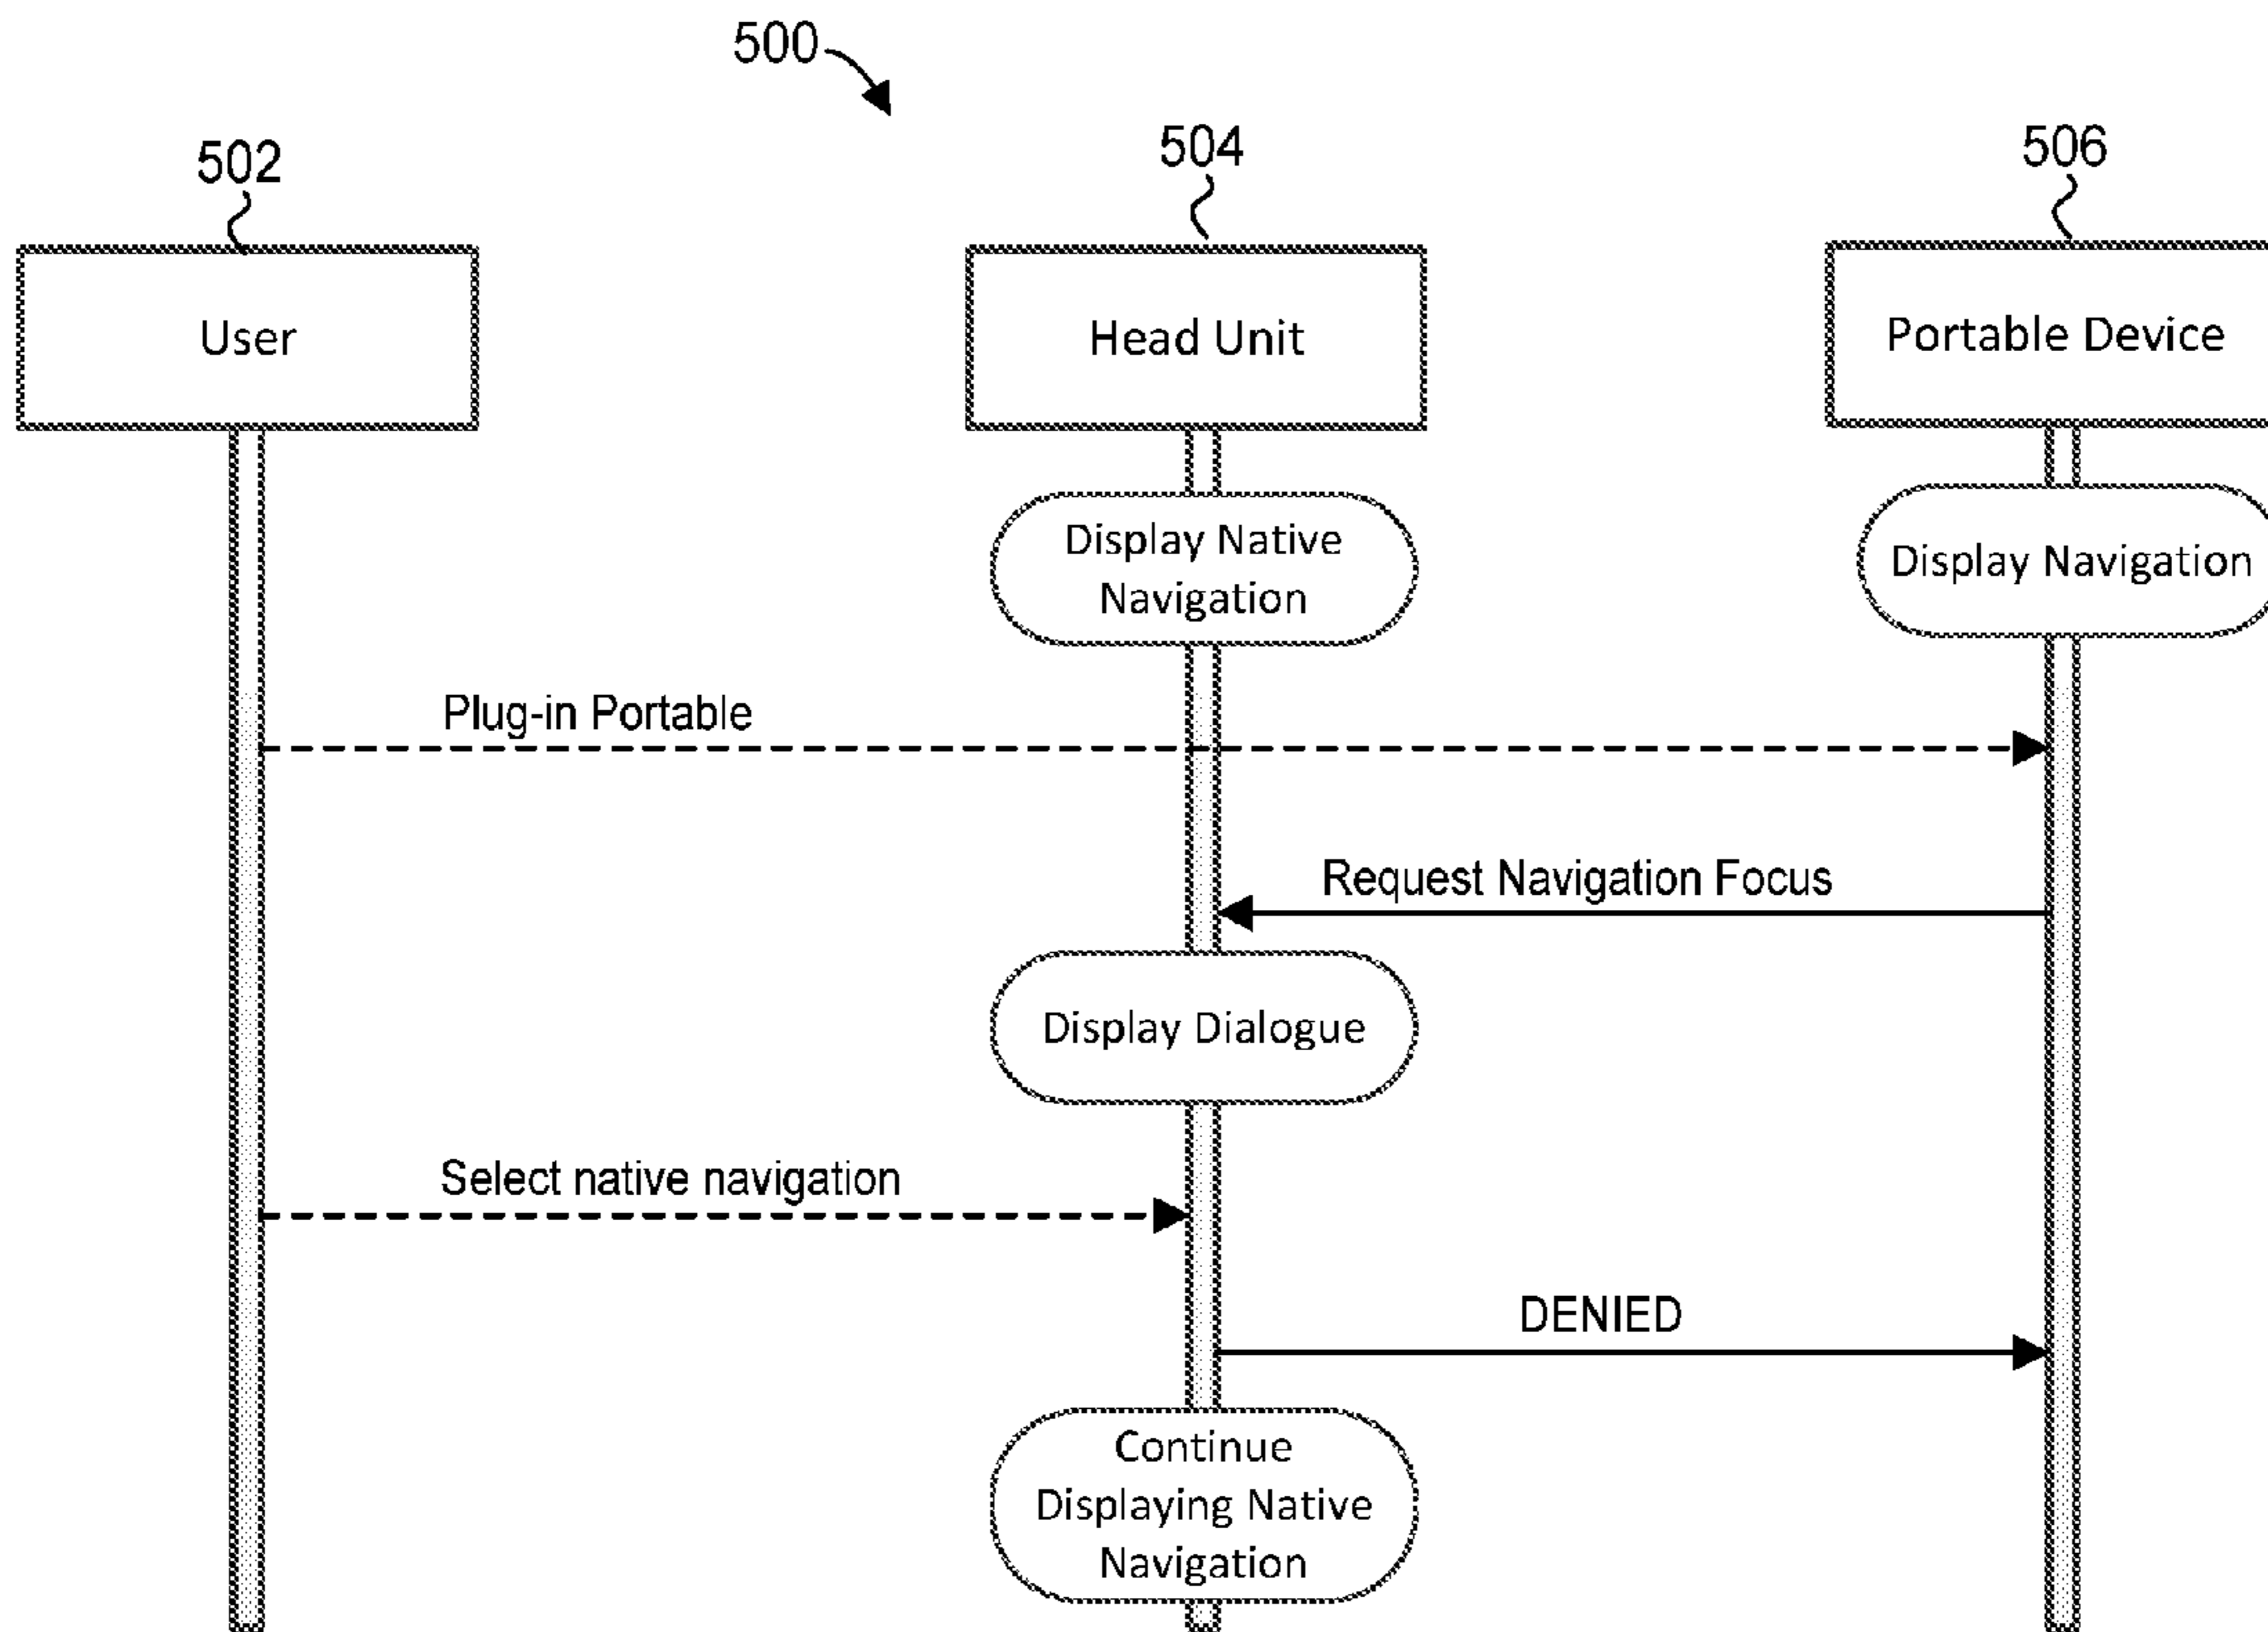 500
502
504
506
User
Head Unit
Portable Device
Display Native
Navigation
Display Navigation
Plug-in Portable
Request Navigation Focus
Display Dialogue
Select native navigation
DENIED
Continue
Displaying Native
Navigation